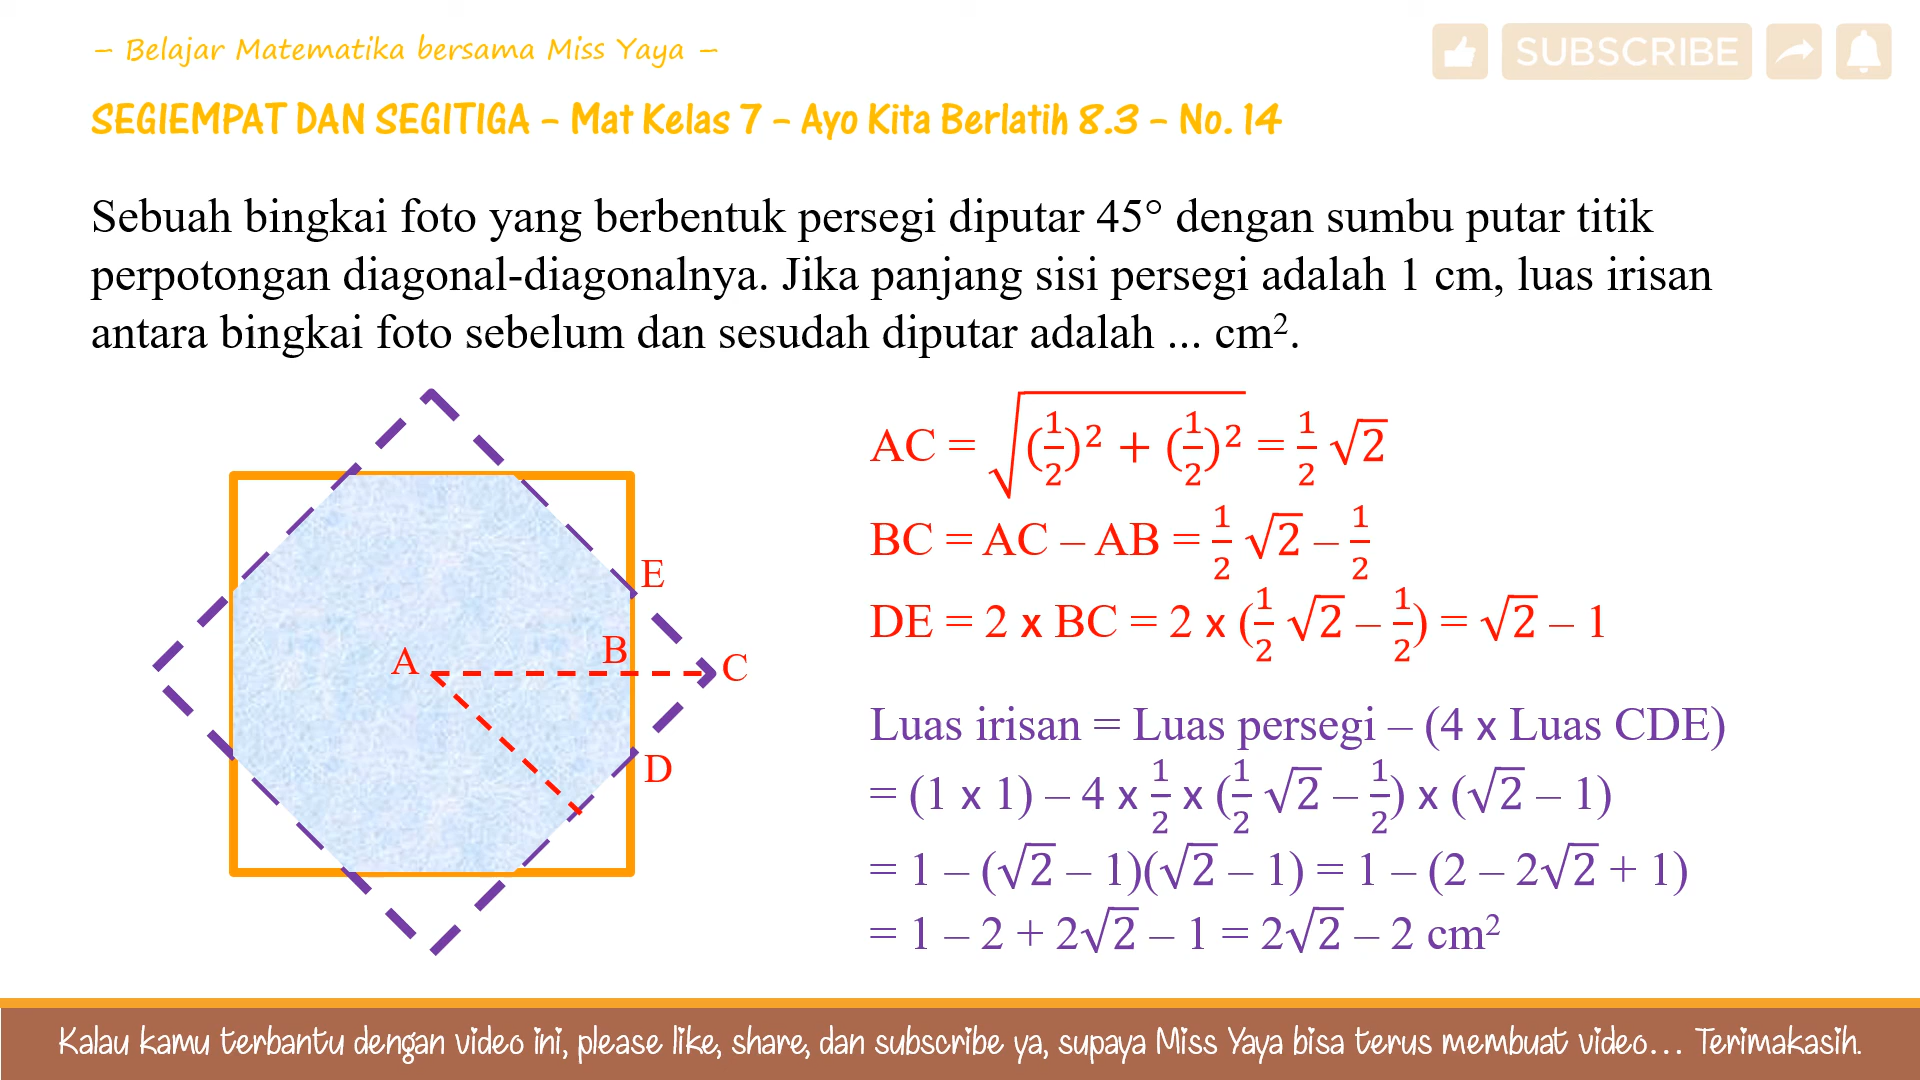 – Belajar Matematika bersama Miss Yaya –
SUBSCRIBE
SEGIEMPAT DAN SEGITIGA – Mat Kelas 7 – Ayo Kita Berlatih 8.3 – No. 14
Sebuah bingkai foto yang berbentuk persegi diputar 45° dengan sumbu putar titik
perpotongan diagonal-diagonalnya. Jika panjang sisi persegi adalah 1 cm, luas irisan
antara bingkai foto sebelum dan sesudah diputar adalah ... cm².
E
B
A
C
D
AC = √((1/2)² + (1/2)²) = 1/2 √2
BC = AC – AB = 1/2 √2 – 1/2
DE = 2 x BC = 2 x (1/2 √2 – 1/2) = √2 – 1
Luas irisan = Luas persegi – (4 x Luas CDE)
= (1 x 1) – 4 x 1/2 x (1/2 √2 – 1/2) x (√2 – 1)
= 1 – (√2 – 1)(√2 – 1) = 1 – (2 – 2√2 + 1)
= 1 – 2 + 2√2 – 1 = 2√2 – 2 cm²
Kalau kamu terbantu dengan video ini, please like, share, dan subscribe ya, supaya Miss Yaya bisa terus membuat video… Terimakasih.